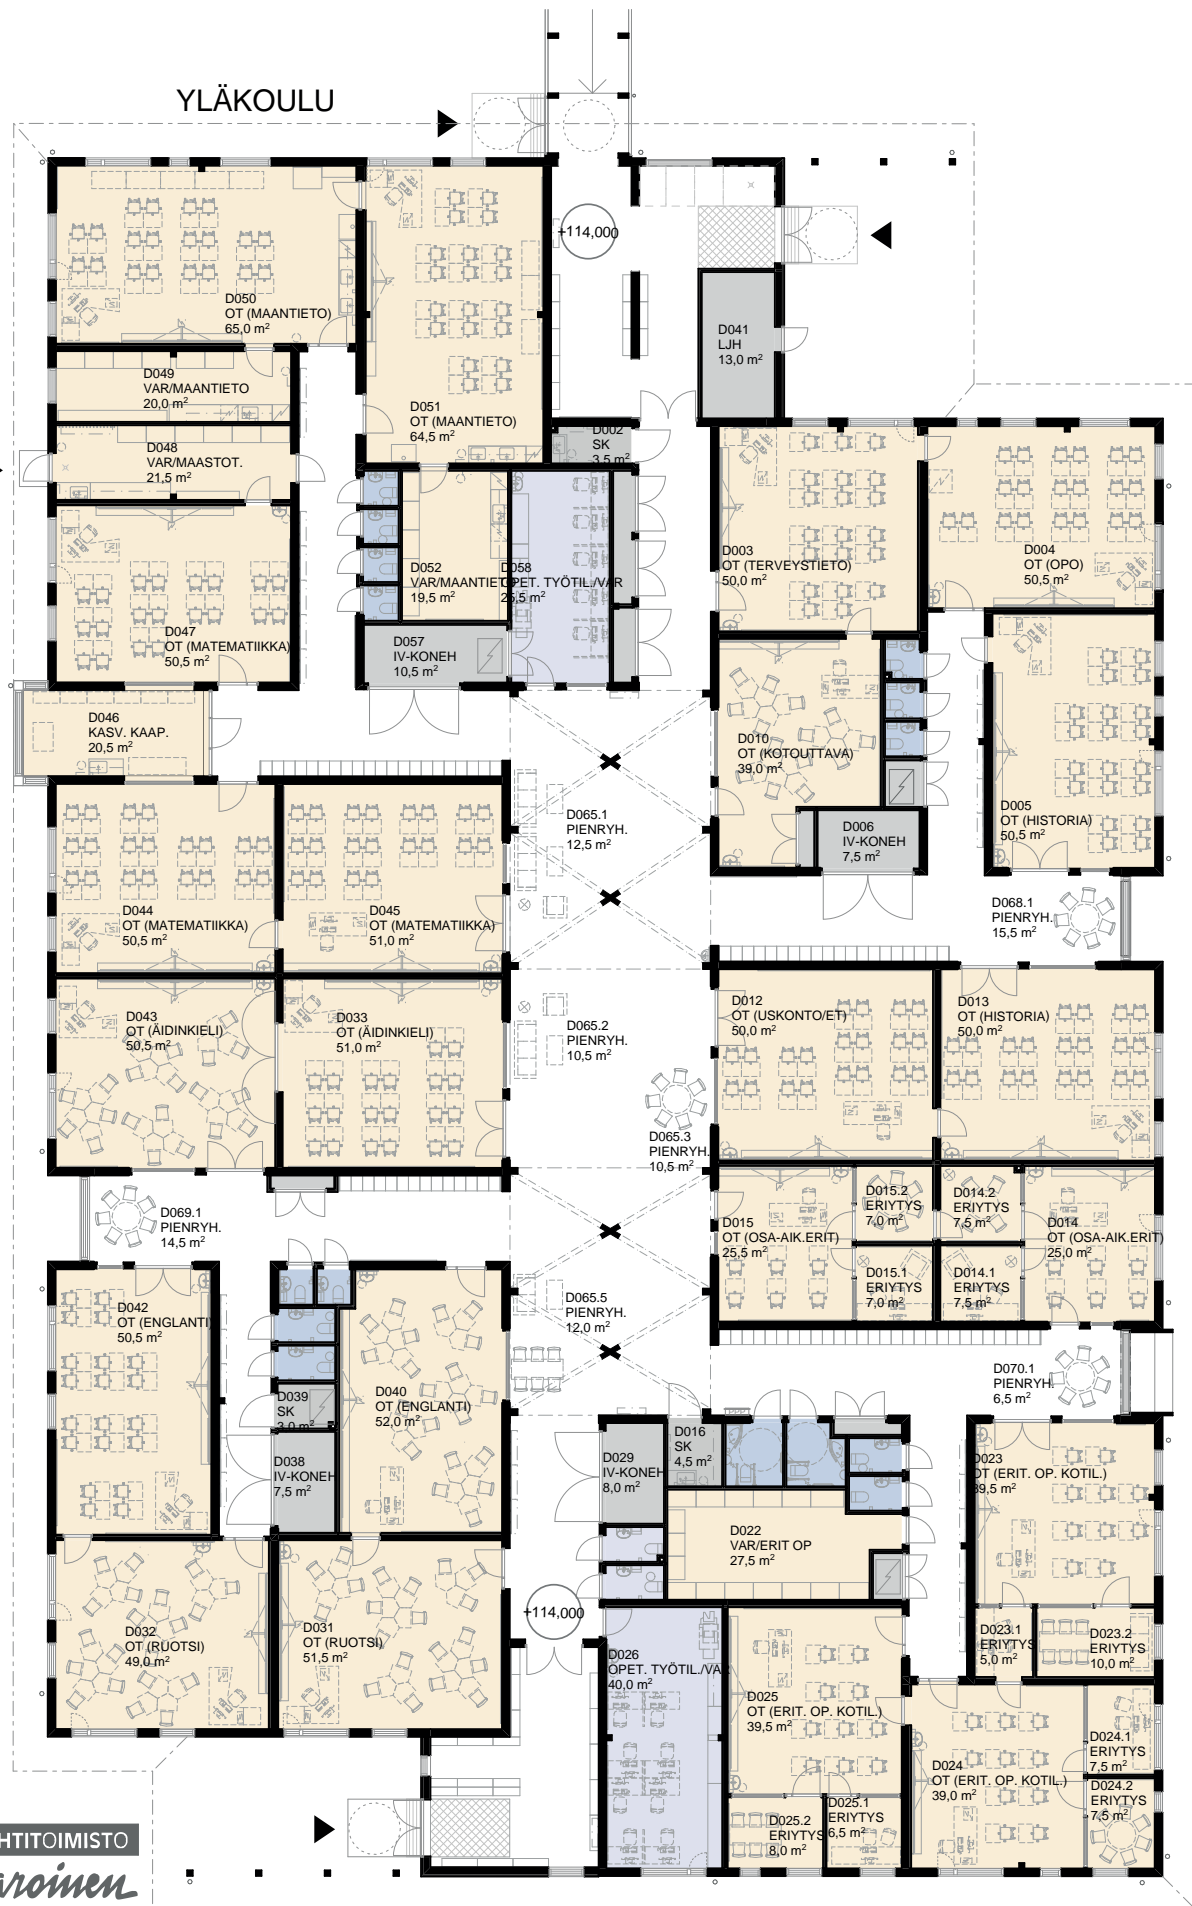 YLÄKOULU
+114,000
D050
OT (MAANTIETO)
65,0 m²
D041
LJH
13,0 m²
D049
VAR/MAANTIETO
20,0 m²
D051
OT (MAANTIETO)
64,5 m²
D002
SK
3,5 m²
D048
VAR/MAASTOT.
21,5 m²
D003
OT (TERVEYSTIETO)
50,0 m²
D004
OT (OPO)
50,5 m²
D052
VAR/MAANTIETO
19,5 m²
D058
OPET. TYÖTIL./VAR
25,5 m²
D047
OT (MATEMATIIKKA)
50,5 m²
D057
IV-KONEH
10,5 m²
D046
KASV. KAAP.
20,5 m²
D010
OT (KOTOUTTAVA)
39,0 m²
D005
OT (HISTORIA)
50,5 m²
D065.1
PIENRYH.
12,5 m²
D006
IV-KONEH
7,5 m²
D044
OT (MATEMATIIKKA)
50,5 m²
D045
OT (MATEMATIIKKA)
51,0 m²
D068.1
PIENRYH.
15,5 m²
D043
OT (ÄIDINKIELI)
50,5 m²
D033
OT (ÄIDINKIELI)
51,0 m²
D065.2
PIENRYH.
10,5 m²
D012
OT (USKONTO/ET)
50,0 m²
D013
OT (HISTORIA)
50,0 m²
D065.3
PIENRYH.
10,5 m²
D069.1
PIENRYH.
14,5 m²
D015
OT (OSA-AIK.ERIT)
25,5 m²
D015.2
ERIYTYS
7,0 m²
D014.2
ERIYTYS
7,5 m²
D014
OT (OSA-AIK.ERIT)
25,0 m²
D015.1
ERIYTYS
7,0 m²
D014.1
ERIYTYS
7,5 m²
D042
OT (ENGLANTI)
50,5 m²
D065.5
PIENRYH.
12,0 m²
D039
SK
3,0 m²
D040
OT (ENGLANTI)
52,0 m²
D070.1
PIENRYH.
6,5 m²
D038
IV-KONEH
7,5 m²
D029
IV-KONEH
8,0 m²
D016
SK
4,5 m²
D023
OT (ERIT. OP. KOTIL.)
39,5 m²
D022
VAR/ERIT OP
27,5 m²
+114,000
D032
OT (RUOTSI)
49,0 m²
D031
OT (RUOTSI)
51,5 m²
D026
OPET. TYÖTIL./VAR
40,0 m²
D025
OT (ERIT. OP. KOTIL.)
39,5 m²
D023.1
ERIYTYS
5,0 m²
D023.2
ERIYTYS
10,0 m²
D024
OT (ERIT. OP. KOTIL.)
39,0 m²
D024.1
ERIYTYS
7,5 m²
D024.2
ERIYTYS
7,5 m²
D025.2
ERIYTYS
8,0 m²
D025.1
ERIYTYS
6,5 m²
HTITOIMISTO
aroinen